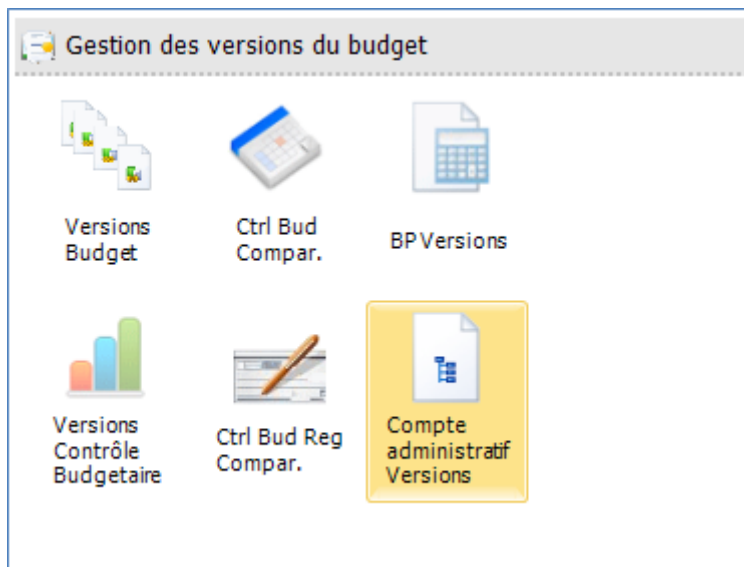 Gestion des versions du budget
Versions
Budget
Ctrl Bud
Compar.
BP Versions
Versions
Contrôle
Budgetaire
Ctrl Bud Reg
Compar.
Compte
administratif
Versions